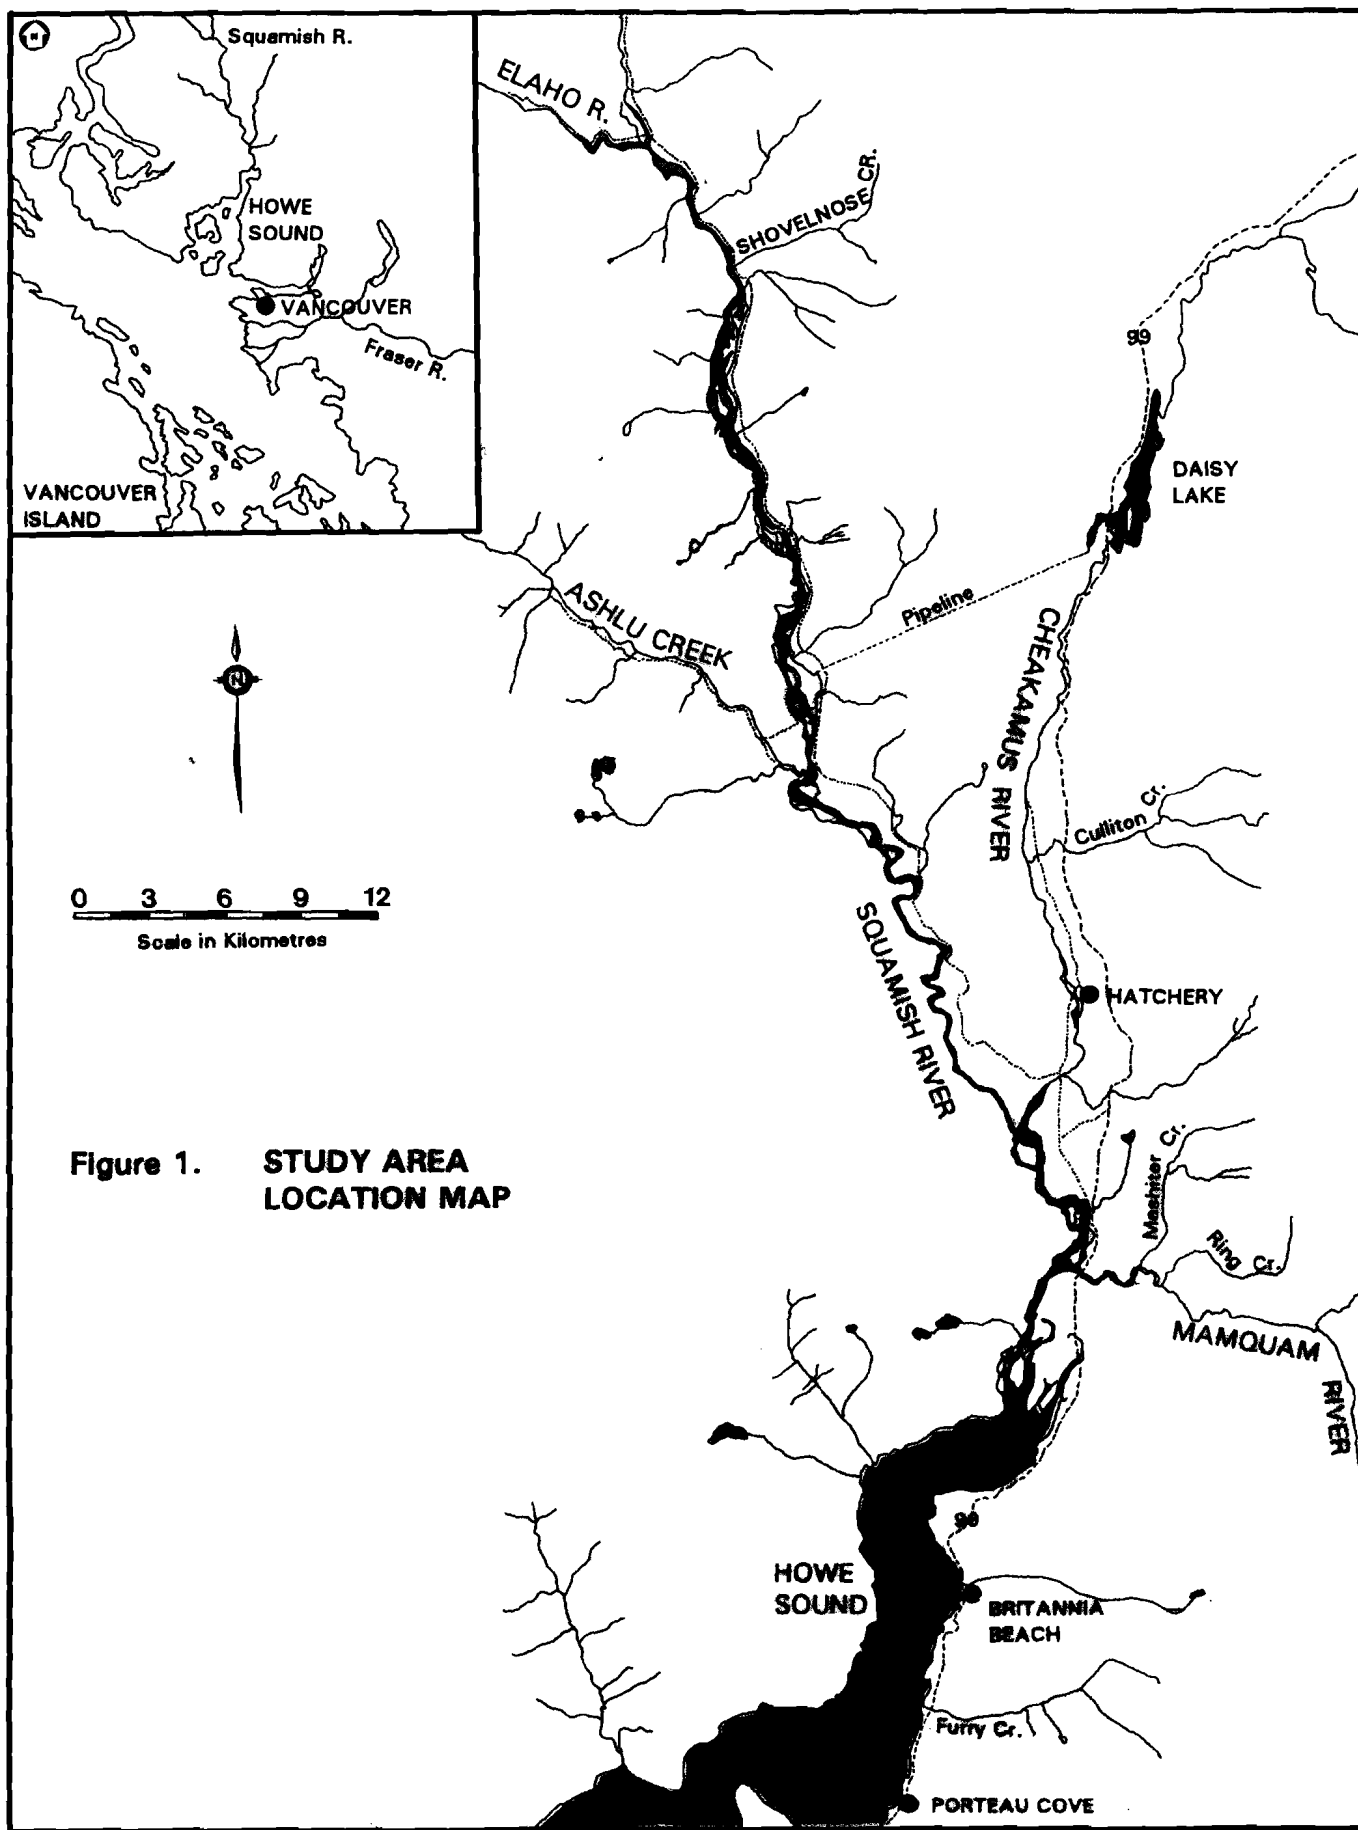 N
Squamish R.
HOWE
SOUND
VANCOUVER
Fraser R.
VANCOUVER
ISLAND
ELAHO R.
SHOVELNOSE CR.
99
DAISY
LAKE
ASHLU CREEK
Pipeline
CHEAKAMUS RIVER
N
Culliton Cr.
0 3 6 9 12
Scale in Kilometres
SQUAMISH RIVER
HATCHERY
Figure 1. STUDY AREA
LOCATION MAP
Mashiter Cr.
Ring Cr.
MAMQUAM
RIVER
99
HOWE
SOUND
BRITANNIA
BEACH
Furry Cr.
PORTEAU COVE